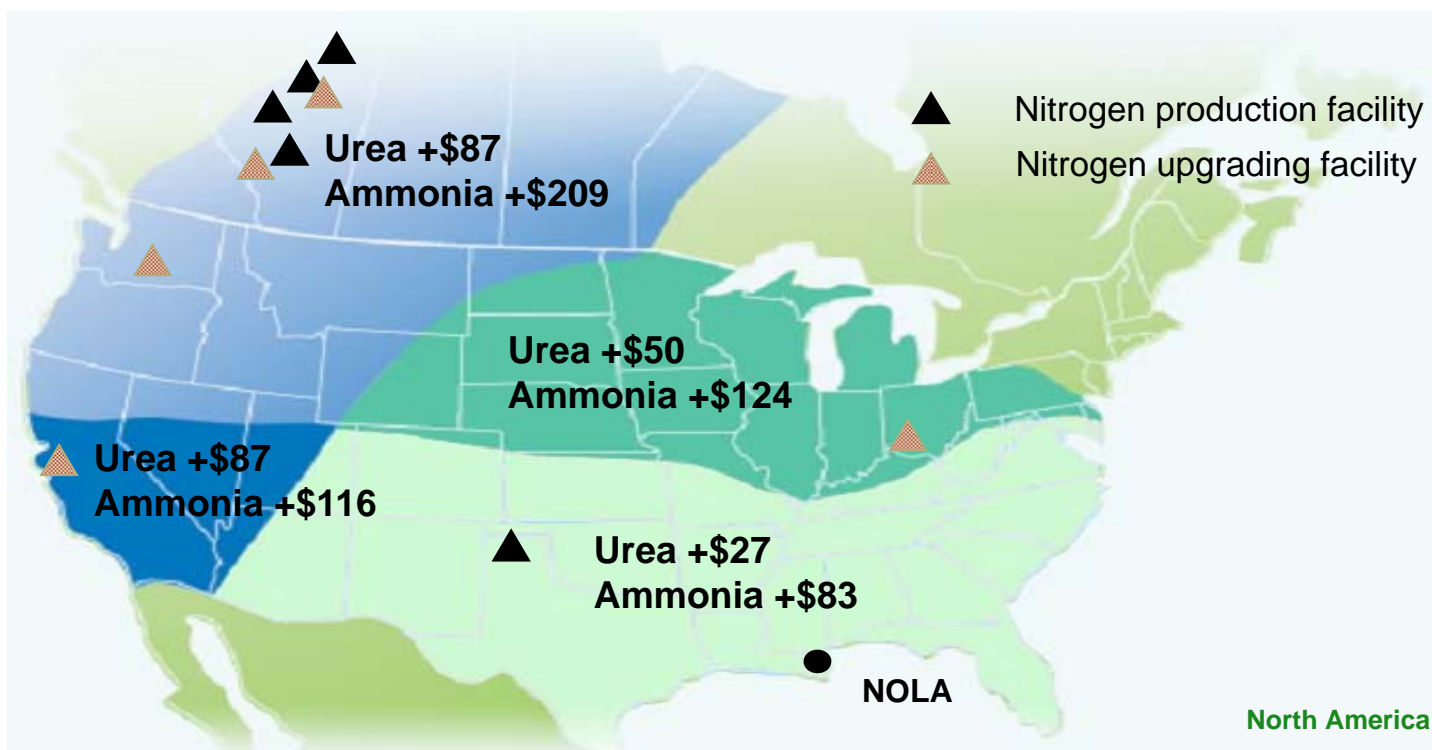 Nitrogen production facility
Nitrogen upgrading facility
Urea +$87
Ammonia +$209
Urea +$50
Ammonia +$124
Urea +$87
Ammonia +$116
Urea +$27
Ammonia +$83
NOLA
North America